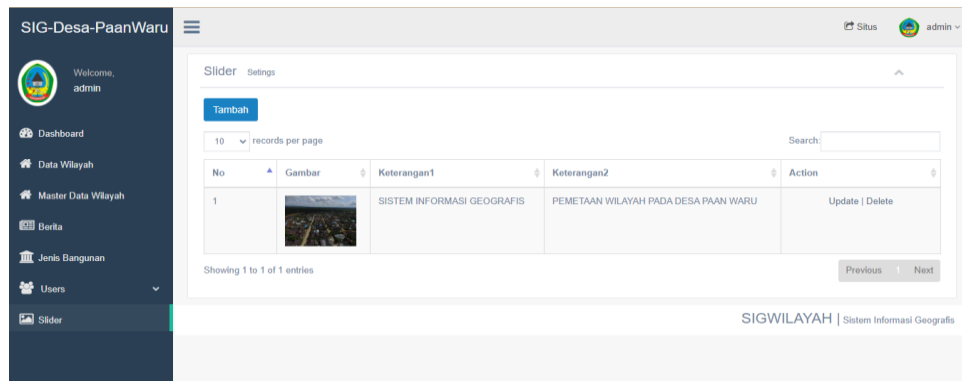 SIG-Desa-PaanWaru
Situs
admin
Welcome,
admin
Dashboard
Data Wilayah
Master Data Wilayah
Berita
Jenis Bangunan
Users
Slider
Slider Setings
Tambah
10 records per page
Search:
No Gambar Keterangan1 Keterangan2 Action
1 SISTEM INFORMASI GEOGRAFIS PEMETAAN WILAYAH PADA DESA PAAN WARU Update | Delete
Showing 1 to 1 of 1 entries
Previous 1 Next
SIGWILAYAH | Sistem Informasi Geografis